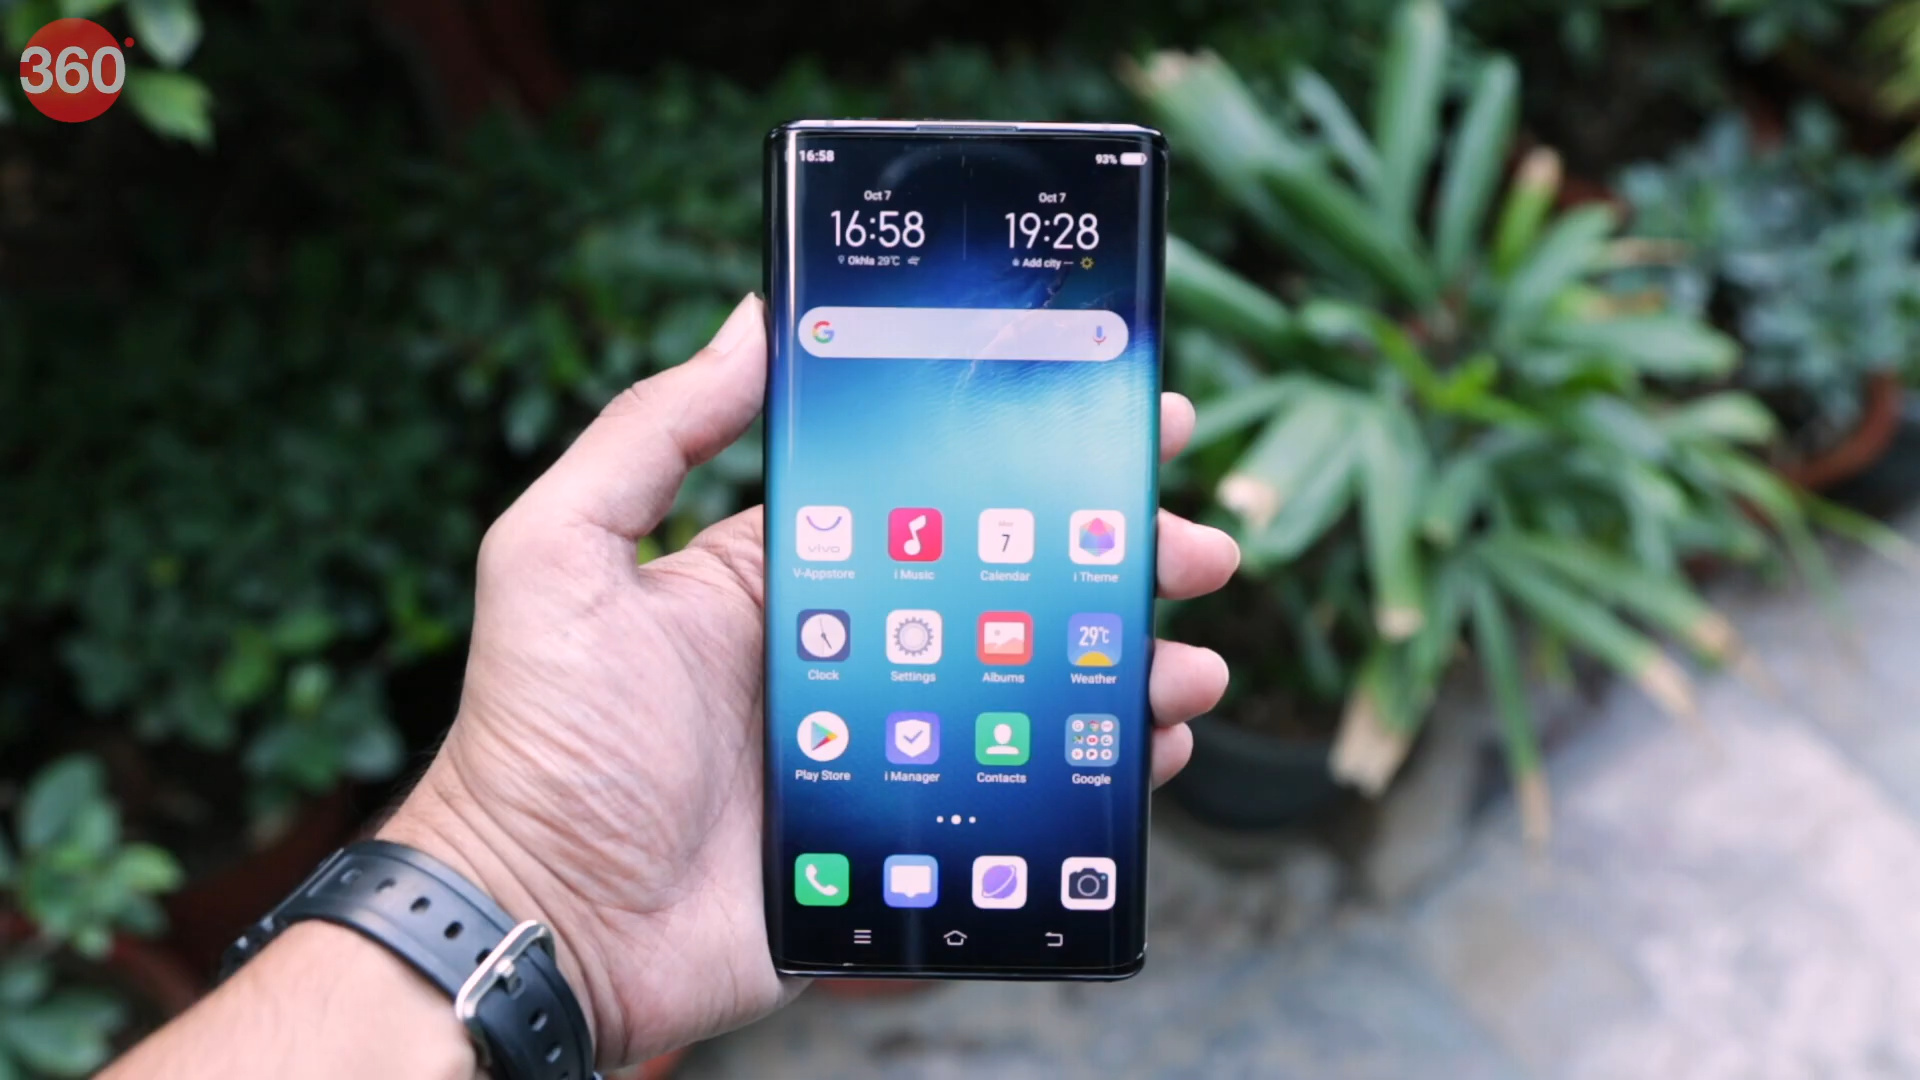 360
16:58
93%
Oct 7
16:58
Okhla 29°C
Oct 7
19:28
Add city --
vivo
7
V-Appstore
i Music
Calendar
i Theme
29°c
Clock
Settings
Albums
Weather
Play Store
i Manager
Contacts
Google